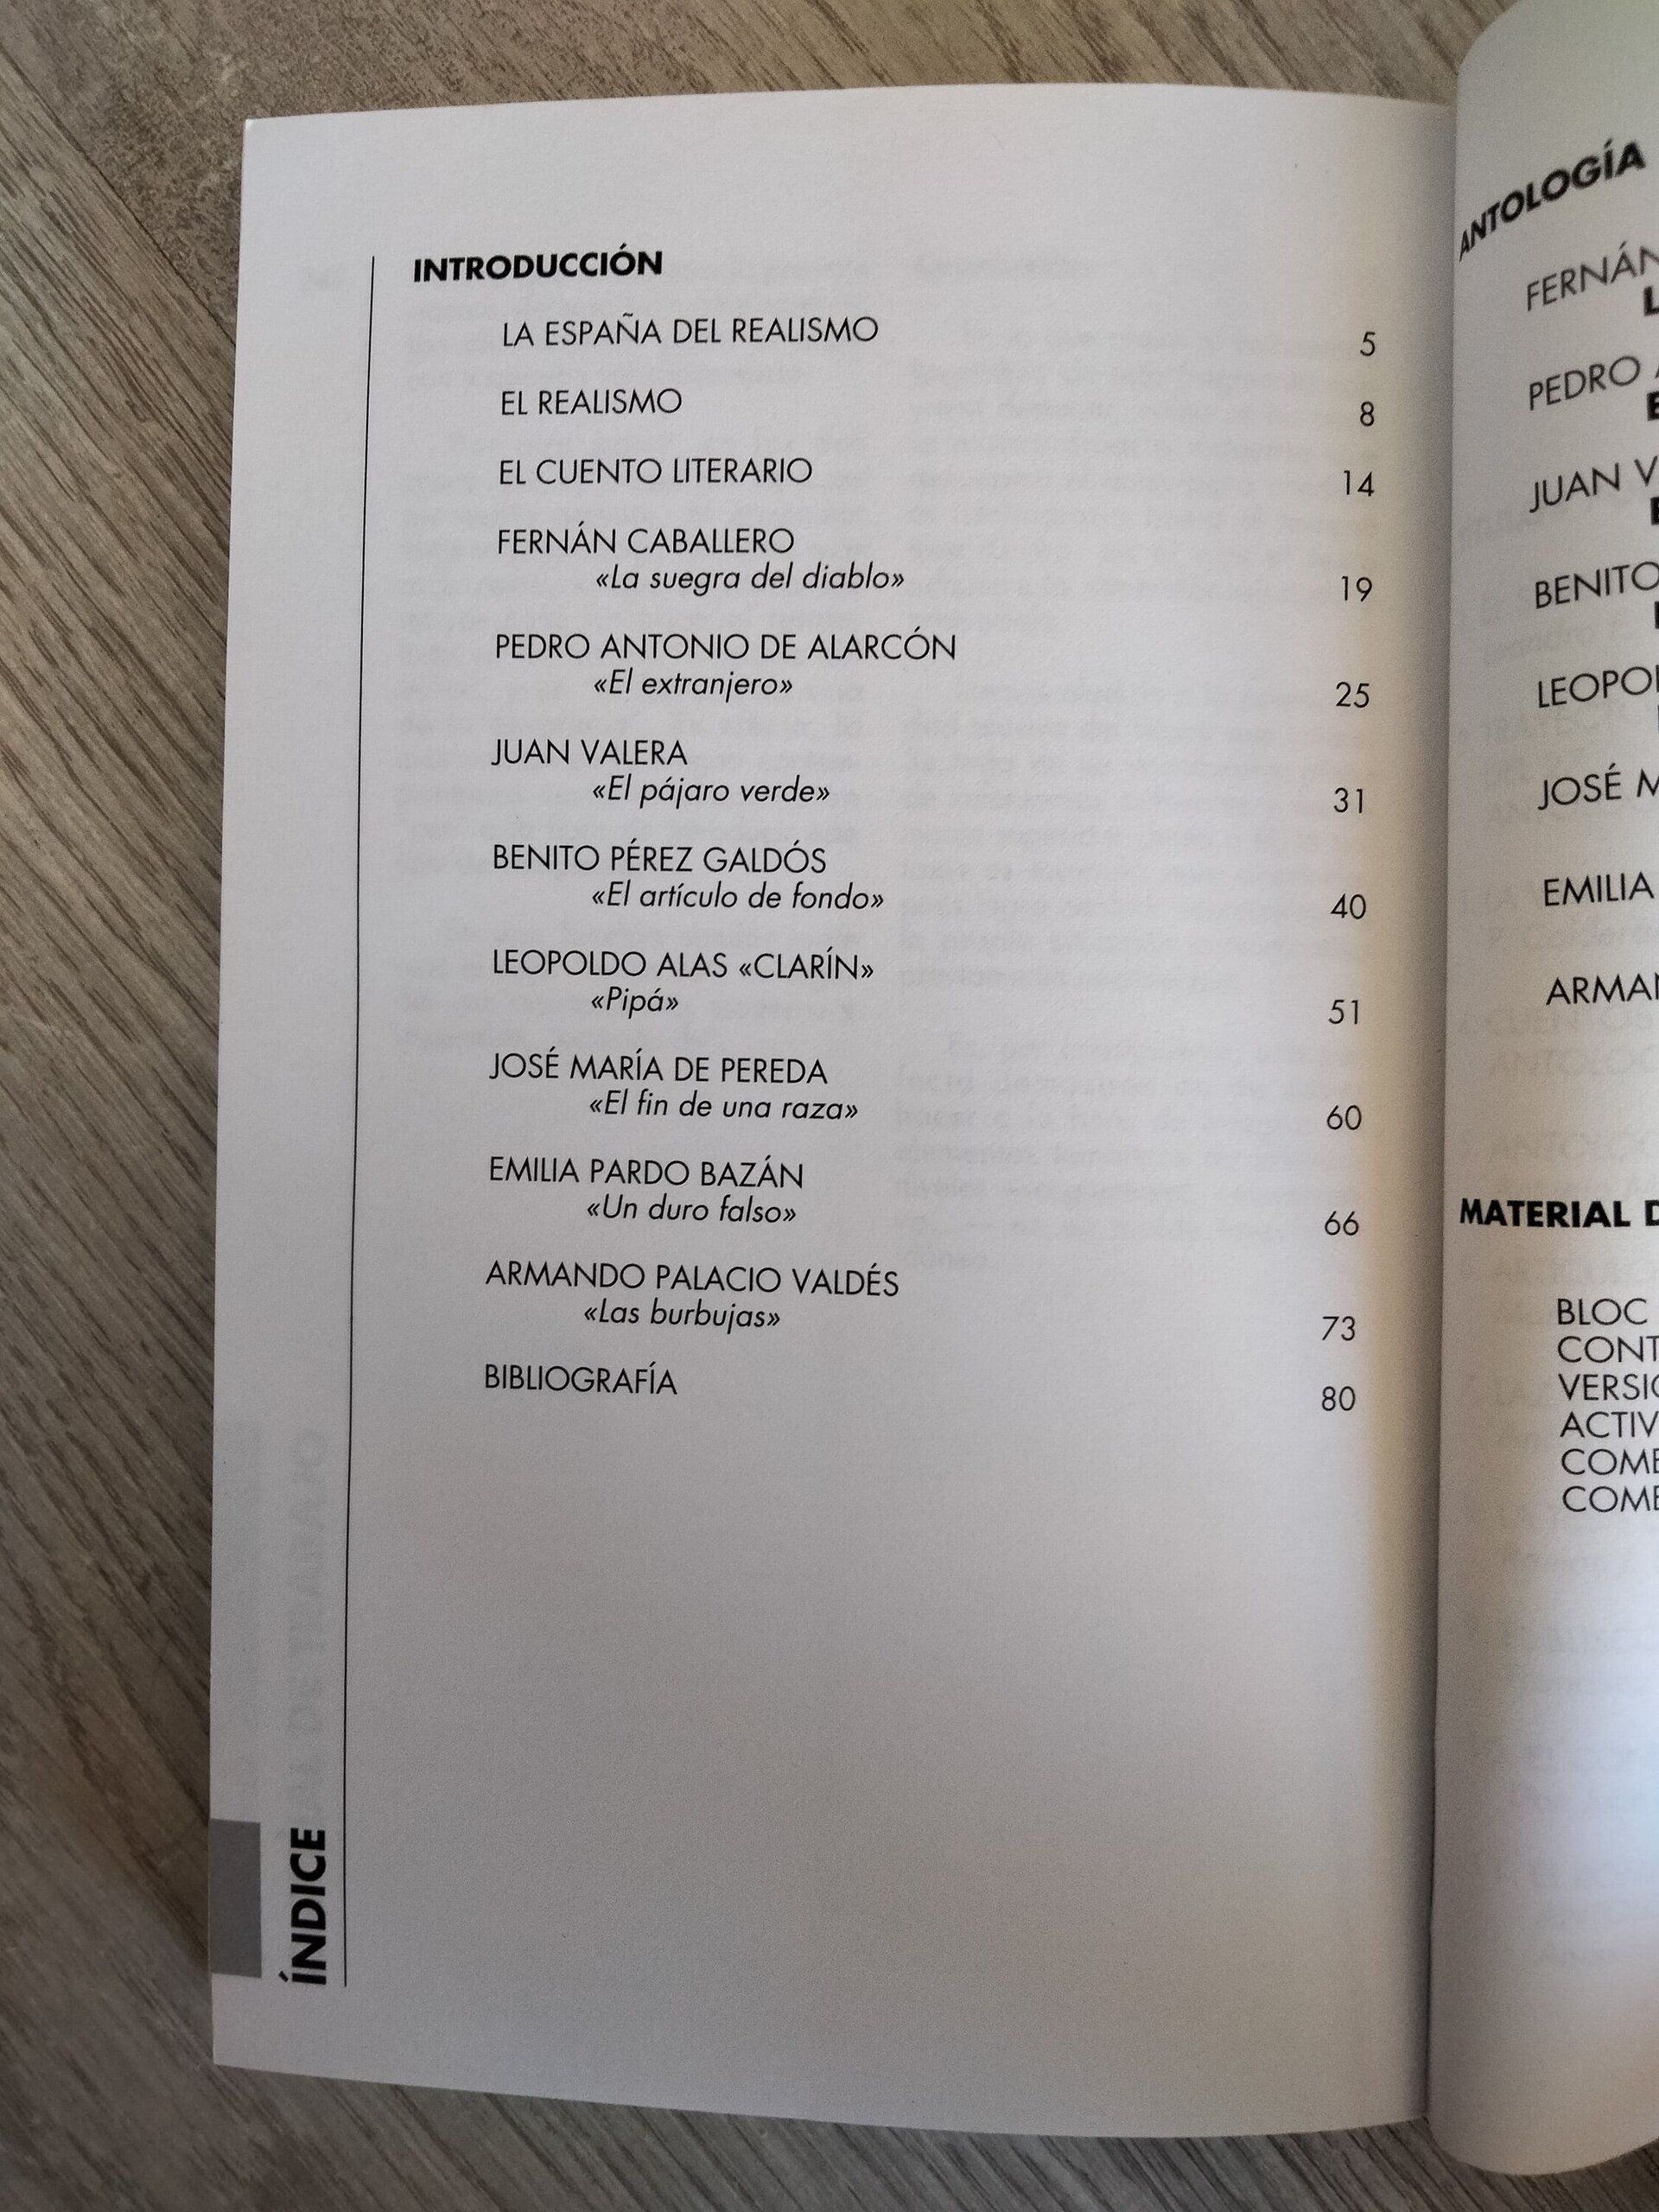 INTRODUCCIÓN
LA ESPAÑA DEL REALISMO 5
EL REALISMO 8
EL CUENTO LITERARIO 14
FERNÁN CABALLERO
«La suegra del diablo» 19
PEDRO ANTONIO DE ALARCÓN
«El extranjero» 25
JUAN VALERA
«El pájaro verde» 31
BENITO PÉREZ GALDÓS
«El artículo de fondo» 40
LEOPOLDO ALAS «CLARÍN»
«Pipá» 51
JOSÉ MARÍA DE PEREDA
«El fin de una raza» 60
EMILIA PARDO BAZÁN
«Un duro falso» 66
ARMANDO PALACIO VALDÉS
«Las burbujas» 73
BIBLIOGRAFÍA 80
ÍNDICE
ANTOLOGÍA
FERNÁN
PEDRO
JUAN V
BENITO
LEOPO
JOSÉ M
EMILIA
ARMAN
MATERIAL D
BLOC
CONT
VERSIO
ACTIV
COME
COME